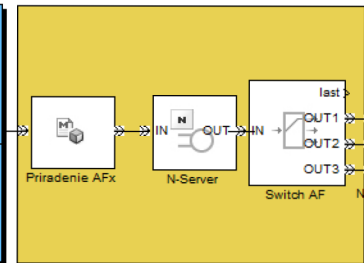 last
N
IN
OUT
IN
OUT1
OUT2
OUT3
Priradenie AFx
N-Server
Switch AF
N